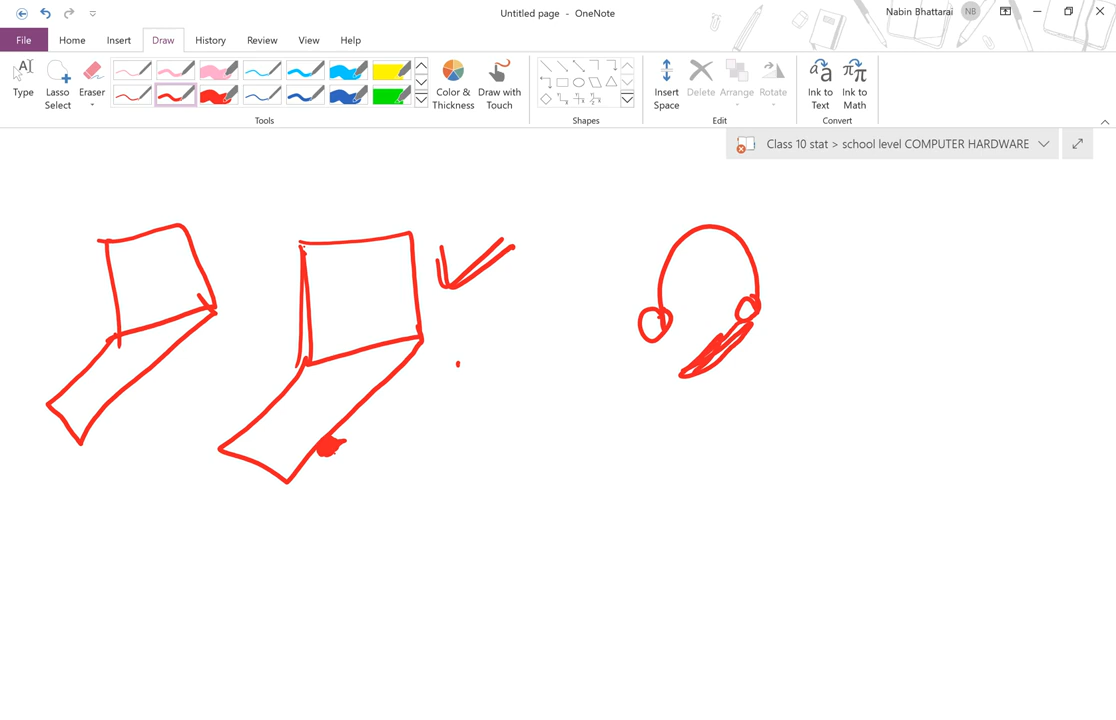 Untitled page - OneNote
Nabin Bhattarai NB
File Home Insert Draw History Review View Help
Type
Lasso Select
Eraser
Color & Thickness
Draw with Touch
Insert Space
Delete
Arrange
Rotate
Ink to Text
Ink to Math
Tools
Shapes
Edit
Convert
Class 10 stat > school level COMPUTER HARDWARE